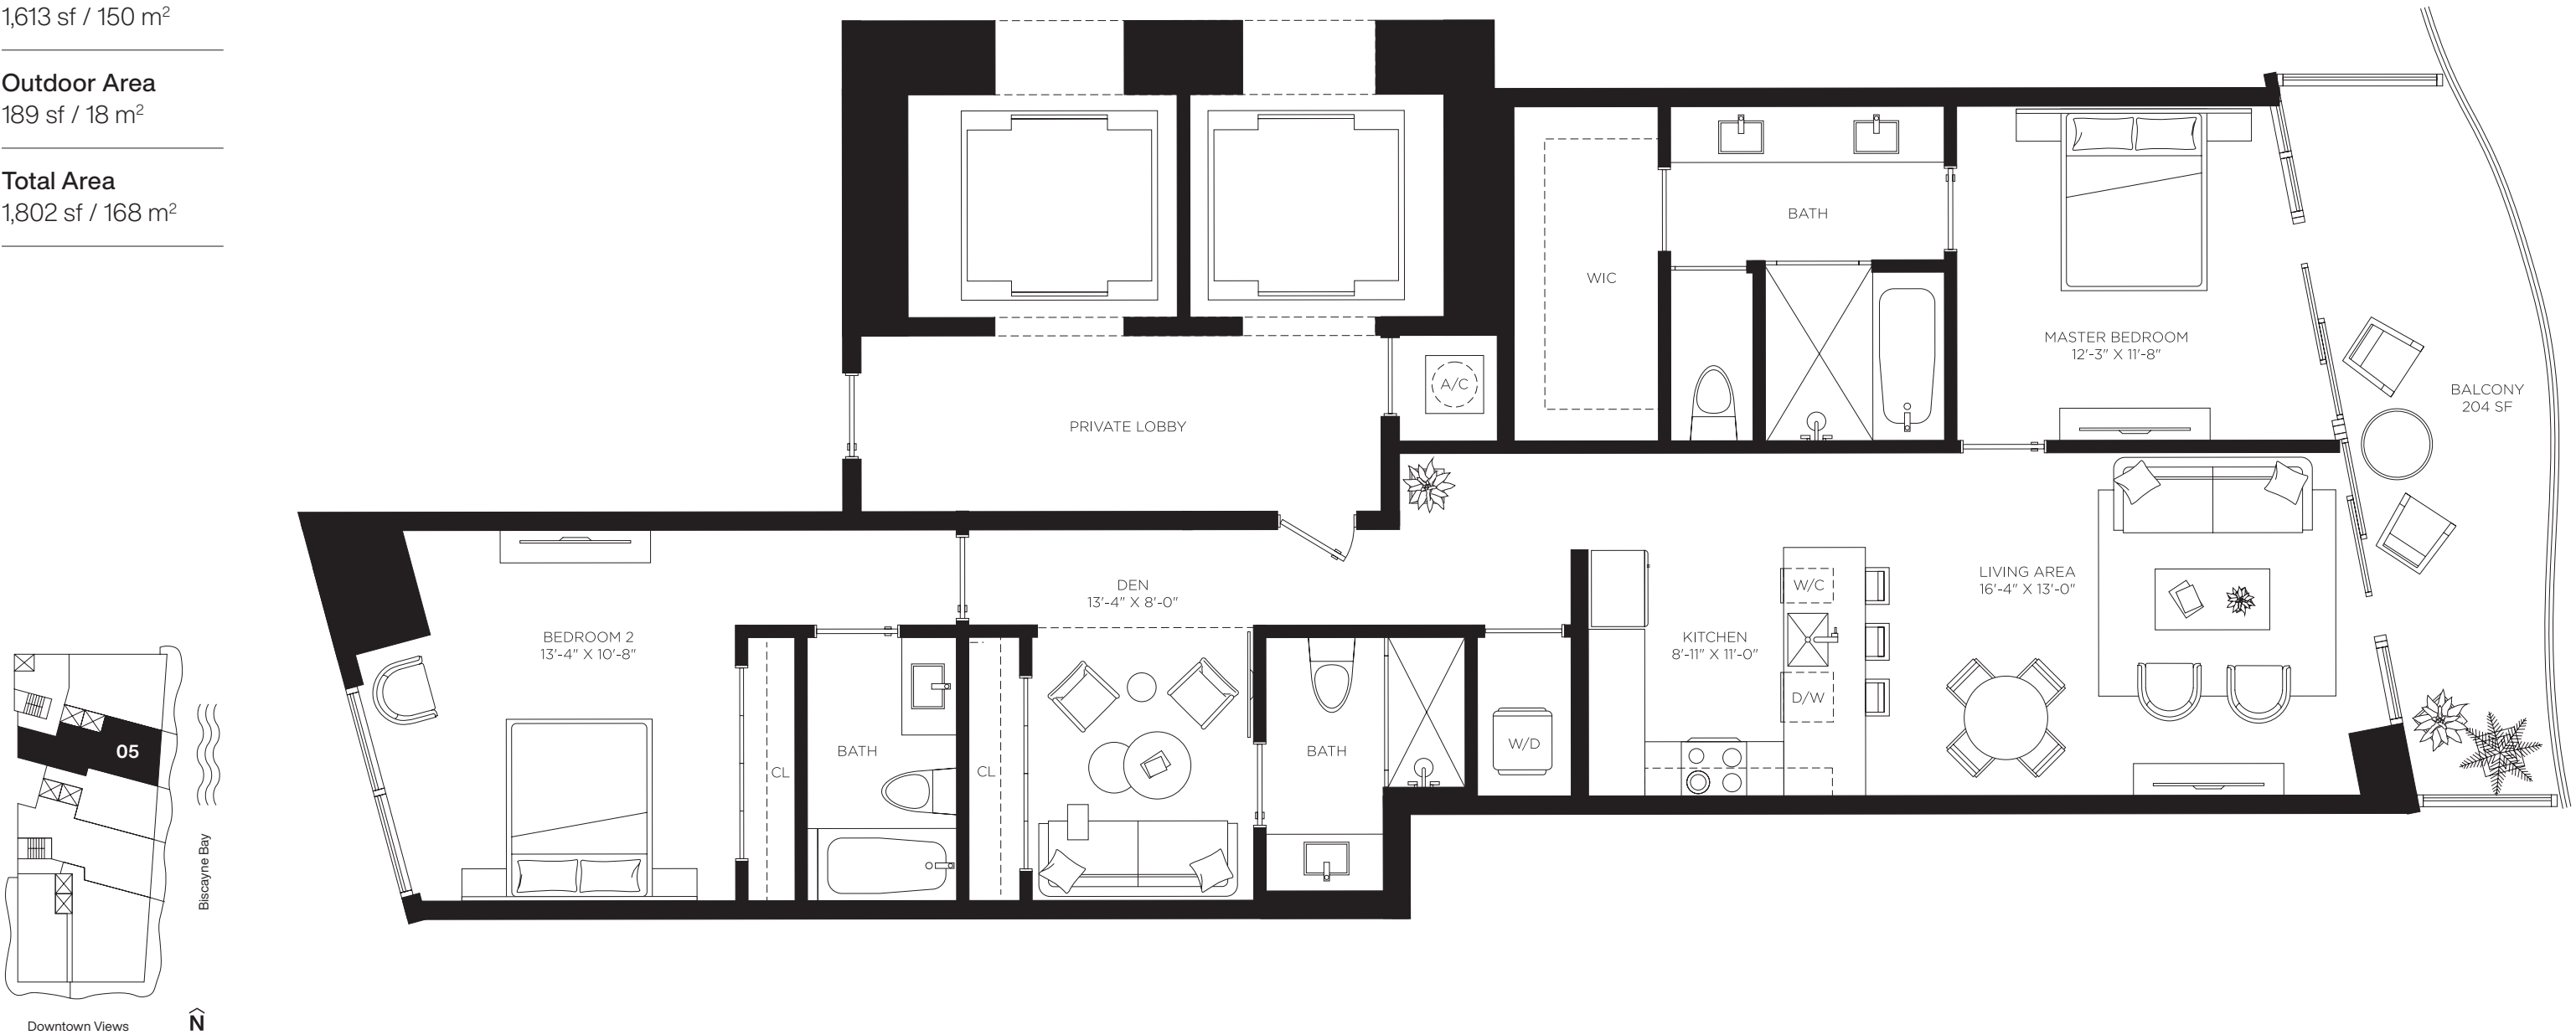 1,613 sf / 150 m²
Outdoor Area
189 sf / 18 m²
Total Area
1,802 sf / 168 m²
BATH
WIC
MASTER BEDROOM
12'-3" X 11'-8"
A/C
BALCONY
204 SF
PRIVATE LOBBY
DEN
13'-4" X 8'-0"
W/C
LIVING AREA
16'-4" X 13'-0"
BEDROOM 2
13'-4" X 10'-8"
KITCHEN
8'-11" X 11'-0"
D/W
W/D
BATH
BATH
CL
CL
05
Biscayne Bay
Downtown Views
N